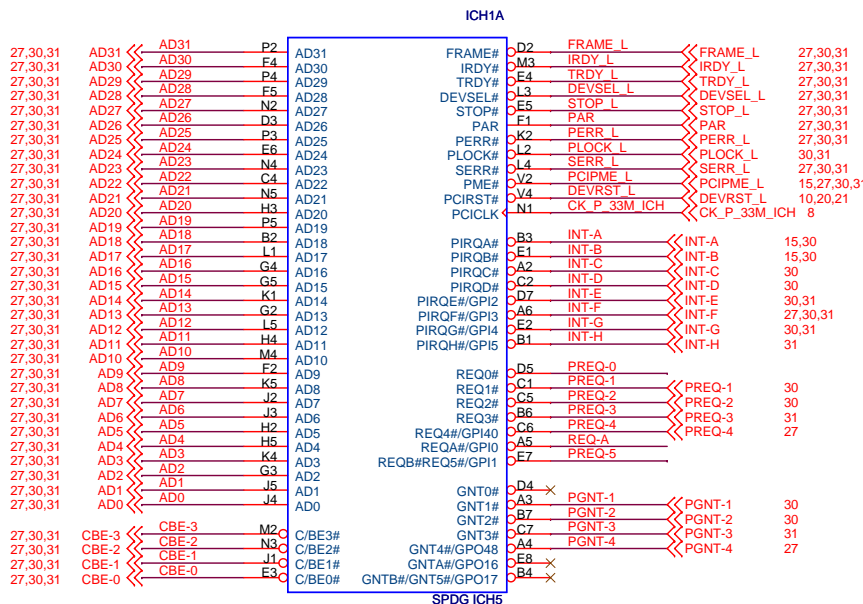 ICH1A
27,30,31 AD31 AD31 P2 AD31 FRAME# D2 FRAME_L FRAME_L 27,30,31
27,30,31 AD30 AD30 F4 AD30 IRDY# M3 IRDY_L IRDY_L 27,30,31
27,30,31 AD29 AD29 P4 AD29 TRDY# E4 TRDY_L TRDY_L 27,30,31
27,30,31 AD28 AD28 F5 AD28 DEVSEL# L3 DEVSEL_L DEVSEL_L 27,30,31
27,30,31 AD27 AD27 N2 AD27 STOP# E5 STOP_L STOP_L 27,30,31
27,30,31 AD26 AD26 D3 AD26 PAR F1 PAR PAR 27,30,31
27,30,31 AD25 AD25 P3 AD25 PERR# K2 PERR_L PERR_L 27,30,31
27,30,31 AD24 AD24 E6 AD24 PLOCK# L2 PLOCK_L PLOCK_L 30,31
27,30,31 AD23 AD23 N4 AD23 SERR# L4 SERR_L SERR_L 27,30,31
27,30,31 AD22 AD22 C4 AD22 PME# V2 PCIPME_L PCIPME_L 15,27,30,31
27,30,31 AD21 AD21 N5 AD21 PCIRST# V4 DEVRST_L DEVRST_L 10,20,21
27,30,31 AD20 AD20 H3 AD20 PCICLK N1 CK_P_33M_ICH CK_P_33M_ICH 8
27,30,31 AD19 AD19 P5 AD19
27,30,31 AD18 AD18 B2 AD18 PIRQA# B3 INT-A INT-A 15,30
27,30,31 AD17 AD17 L1 AD17 PIRQB# E1 INT-B INT-B 15,30
27,30,31 AD16 AD16 G4 AD16 PIRQC# A2 INT-C INT-C 30
27,30,31 AD15 AD15 G5 AD15 PIRQD# C2 INT-D INT-D 30
27,30,31 AD14 AD14 K1 AD14 PIRQE#/GPI2 D7 INT-E INT-E 30,31
27,30,31 AD13 AD13 G2 AD13 PIRQF#/GPI3 A6 INT-F INT-F 27,30,31
27,30,31 AD12 AD12 L5 AD12 PIRQG#/GPI4 E2 INT-G INT-G 30,31
27,30,31 AD11 AD11 H4 AD11 PIRQH#/GPI5 B1 INT-H INT-H 31
27,30,31 AD10 AD10 M4 AD10
27,30,31 AD9 AD9 F2 AD9 REQ0# D5 PREQ-0
27,30,31 AD8 AD8 K5 AD8 REQ1# C1 PREQ-1 PREQ-1 30
27,30,31 AD7 AD7 J2 AD7 REQ2# C5 PREQ-2 PREQ-2 30
27,30,31 AD6 AD6 J3 AD6 REQ3# B6 PREQ-3 PREQ-3 31
27,30,31 AD5 AD5 H2 AD5 REQ4#/GPI40 C6 PREQ-4 PREQ-4 27
27,30,31 AD4 AD4 H5 AD4 REQA#/GPI0 A5 REQ-A
27,30,31 AD3 AD3 K4 AD3 REQB#REQ5#/GPI1 E7 PREQ-5
27,30,31 AD2 AD2 G3 AD2
27,30,31 AD1 AD1 J5 AD1 GNT0# D4
27,30,31 AD0 AD0 J4 AD0 GNT1# A3 PGNT-1 PGNT-1 30
GNT2# B7 PGNT-2 PGNT-2 30
27,30,31 CBE-3 CBE-3 M2 C/BE3# GNT3# C7 PGNT-3 PGNT-3 31
27,30,31 CBE-2 CBE-2 N3 C/BE2# GNT4#/GPO48 A4 PGNT-4 PGNT-4 27
27,30,31 CBE-1 CBE-1 J1 C/BE1# GNTA#/GPO16 E8
27,30,31 CBE-0 CBE-0 E3 C/BE0# GNTB#/GNT5#/GPO17 B4
SPDG ICH5